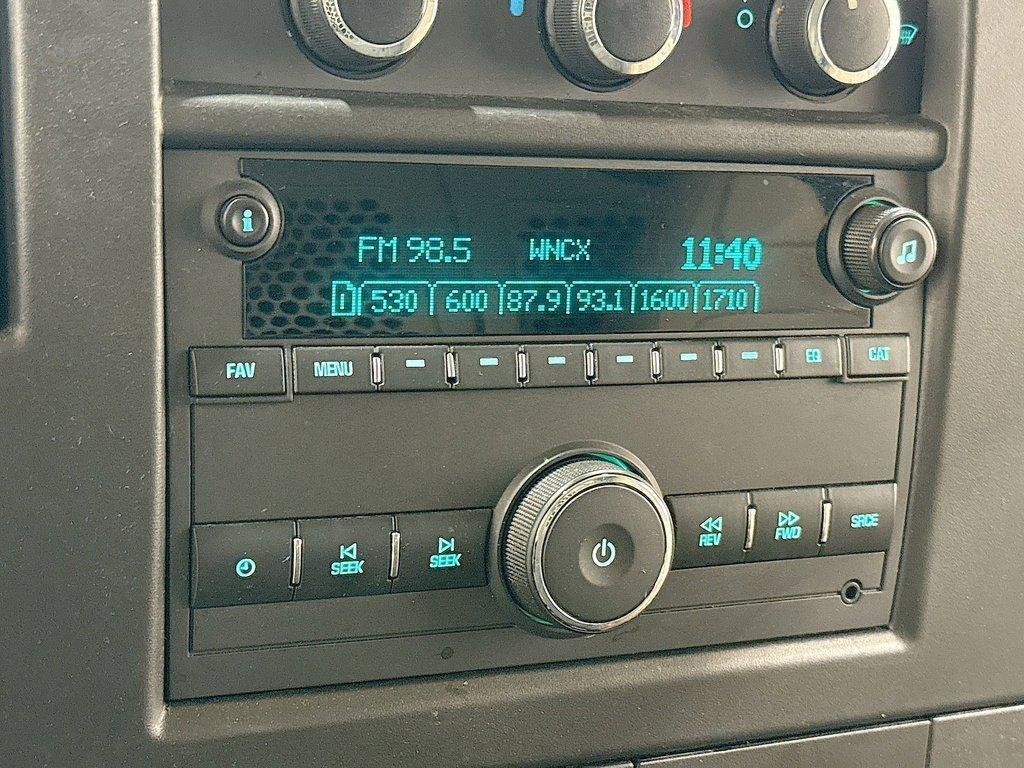 i
FM 98.5 WNCX 11:40
530 600 87.9 93.1 1600 1710
FAV MENU EQ CAT
SEEK SEEK REV FWD SRCE